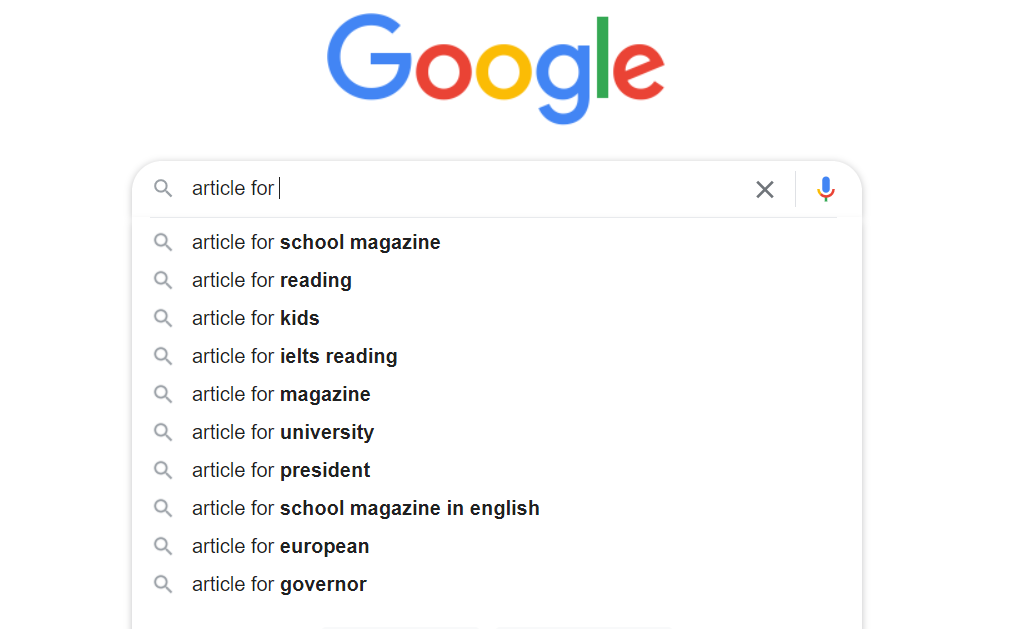 Google
article for
article for school magazine
article for reading
article for kids
article for ielts reading
article for magazine
article for university
article for president
article for school magazine in english
article for european
article for governor